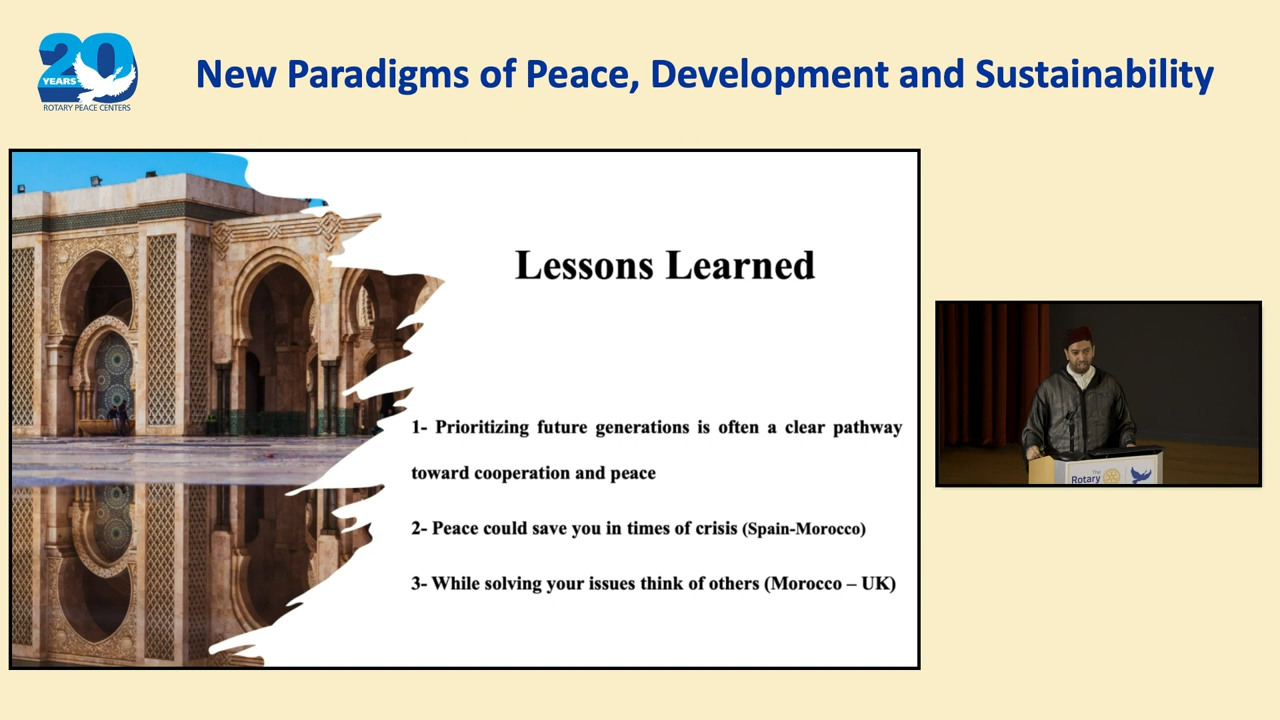 20
YEARS
ROTARY PEACE CENTERS
New Paradigms of Peace, Development and Sustainability
Lessons Learned
1- Prioritizing future generations is often a clear pathway
toward cooperation and peace
2- Peace could save you in times of crisis (Spain-Morocco)
3- While solving your issues think of others (Morocco – UK)
The
Rotary